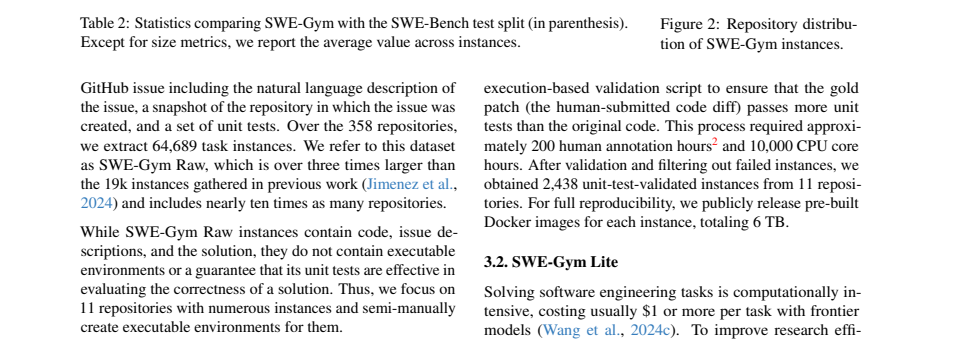 Table 2: Statistics comparing SWE-Gym with the SWE-Bench test split (in parenthesis).
Except for size metrics, we report the average value across instances.
Figure 2: Repository distribu-
tion of SWE-Gym instances.
GitHub issue including the natural language description of
the issue, a snapshot of the repository in which the issue was
created, and a set of unit tests. Over the 358 repositories,
we extract 64,689 task instances. We refer to this dataset
as SWE-Gym Raw, which is over three times larger than
the 19k instances gathered in previous work (Jimenez et al.,
2024) and includes nearly ten times as many repositories.
While SWE-Gym Raw instances contain code, issue de-
scriptions, and the solution, they do not contain executable
environments or a guarantee that its unit tests are effective in
evaluating the correctness of a solution. Thus, we focus on
11 repositories with numerous instances and semi-manually
create executable environments for them.
execution-based validation script to ensure that the gold
patch (the human-submitted code diff) passes more unit
tests than the original code. This process required approxi-
mately 200 human annotation hours2 and 10,000 CPU core
hours. After validation and filtering out failed instances, we
obtained 2,438 unit-test-validated instances from 11 reposi-
tories. For full reproducibility, we publicly release pre-built
Docker images for each instance, totaling 6 TB.
3.2. SWE-Gym Lite
Solving software engineering tasks is computationally in-
tensive, costing usually $1 or more per task with frontier
models (Wang et al., 2024c). To improve research effi-